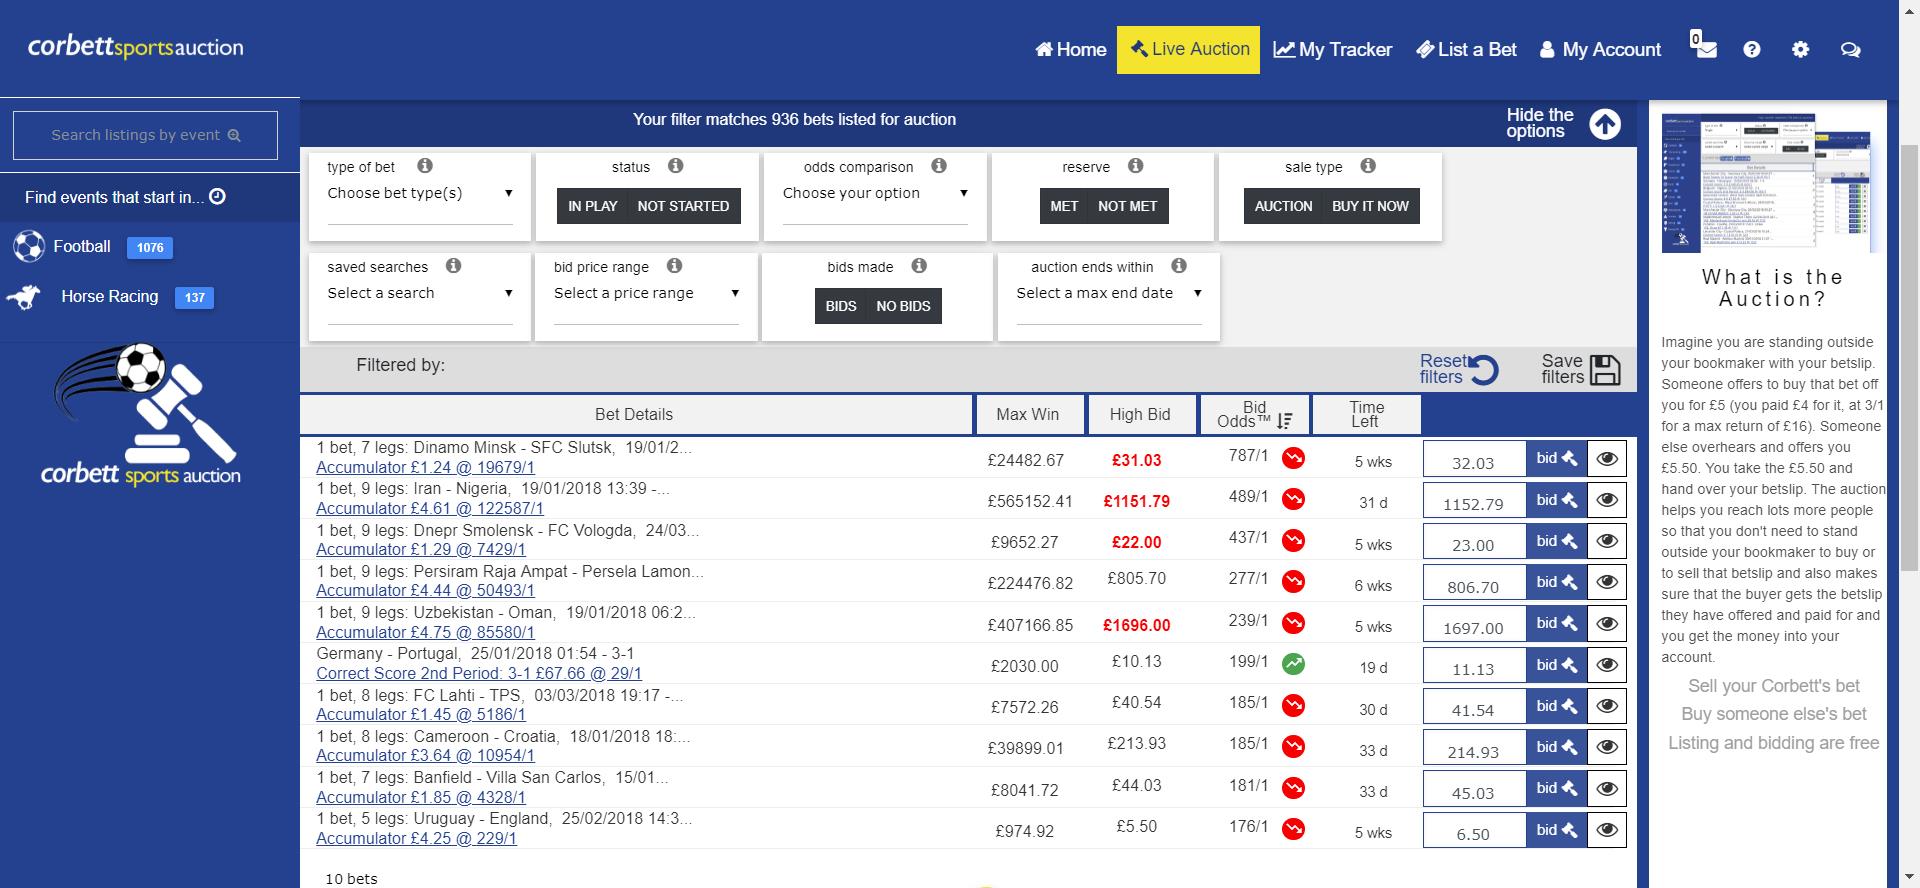 corbettsportsauction
Home
Live Auction
My Tracker
List a Bet
My Account
0
Search listings by event
Find events that start in...
Football 1076
Horse Racing 137
corbett sports auction
Your filter matches 936 bets listed for auction
Hide the
options
type of bet
Choose bet type(s)
status
IN PLAY NOT STARTED
odds comparison
Choose your option
reserve
MET NOT MET
sale type
AUCTION BUY IT NOW
saved searches
Select a search
bid price range
Select a price range
bids made
BIDS NO BIDS
auction ends within
Select a max end date
Filtered by:
Reset
filters
Save
filters
Bet Details
Max Win
High Bid
Bid
Odds™
Time
Left
1 bet, 7 legs: Dinamo Minsk - SFC Slutsk, 19/01/2...
Accumulator £1.24 @ 19679/1
£24482.67 £31.03 787/1 5 wks 32.03 bid
1 bet, 9 legs: Iran - Nigeria, 19/01/2018 13:39 -...
Accumulator £4.61 @ 122587/1
£565152.41 £1151.79 489/1 31 d 1152.79 bid
1 bet, 9 legs: Dnepr Smolensk - FC Vologda, 24/03...
Accumulator £1.29 @ 7429/1
£9652.27 £22.00 437/1 5 wks 23.00 bid
1 bet, 9 legs: Persiram Raja Ampat - Persela Lamon...
Accumulator £4.44 @ 50493/1
£224476.82 £805.70 277/1 6 wks 806.70 bid
1 bet, 9 legs: Uzbekistan - Oman, 19/01/2018 06:2...
Accumulator £4.75 @ 85580/1
£407166.85 £1696.00 239/1 5 wks 1697.00 bid
Germany - Portugal, 25/01/2018 01:54 - 3-1
Correct Score 2nd Period: 3-1 £67.66 @ 29/1
£2030.00 £10.13 199/1 19 d 11.13 bid
1 bet, 8 legs: FC Lahti - TPS, 03/03/2018 19:17 -...
Accumulator £1.45 @ 5186/1
£7572.26 £40.54 185/1 30 d 41.54 bid
1 bet, 8 legs: Cameroon - Croatia, 18/01/2018 18:...
Accumulator £3.64 @ 10954/1
£39899.01 £213.93 185/1 33 d 214.93 bid
1 bet, 7 legs: Banfield - Villa San Carlos, 15/01...
Accumulator £1.85 @ 4328/1
£8041.72 £44.03 181/1 33 d 45.03 bid
1 bet, 5 legs: Uruguay - England, 25/02/2018 14:3...
Accumulator £4.25 @ 229/1
£974.92 £5.50 176/1 5 wks 6.50 bid
10 bets
What is the
Auction?
Imagine you are standing outside
your bookmaker with your betslip.
Someone offers to buy that bet off
you for £5 (you paid £4 for it, at 3/1
for a max return of £16). Someone
else overhears and offers you
£5.50. You take the £5.50 and
hand over your betslip. The auction
helps you reach lots more people
so that you don't need to stand
outside your bookmaker to buy or
to sell that betslip and also makes
sure that the buyer gets the betslip
they have offered and paid for and
you get the money into your
account.
Sell your Corbett's bet
Buy someone else's bet
Listing and bidding are free